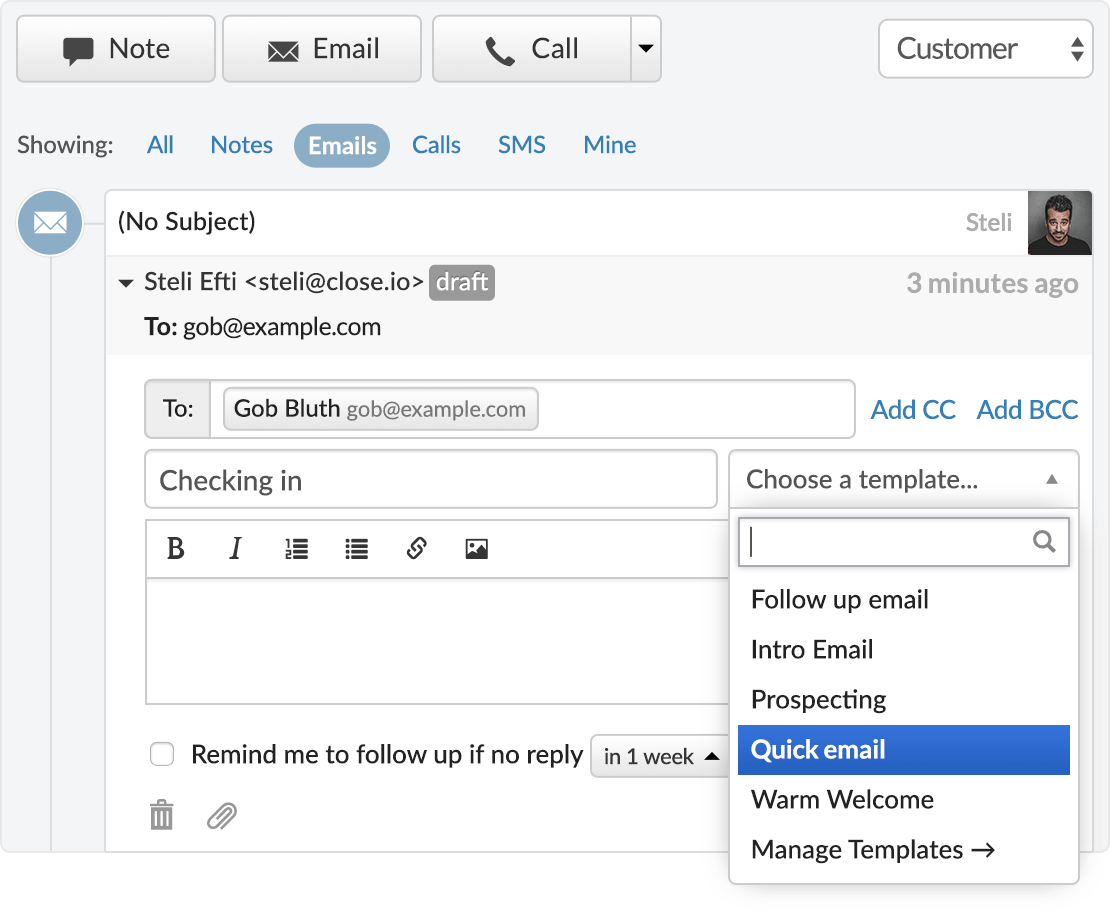 Note Email Call Customer
Showing: All Notes Emails Calls SMS Mine
(No Subject) Steli
Steli Efti <steli@close.io> draft 3 minutes ago
To: gob@example.com
To: Gob Bluth gob@example.com Add CC Add BCC
Checking in Choose a template...
B I
Follow up email
Intro Email
Prospecting
Quick email
Remind me to follow up if no reply in 1 week
Warm Welcome
Manage Templates →